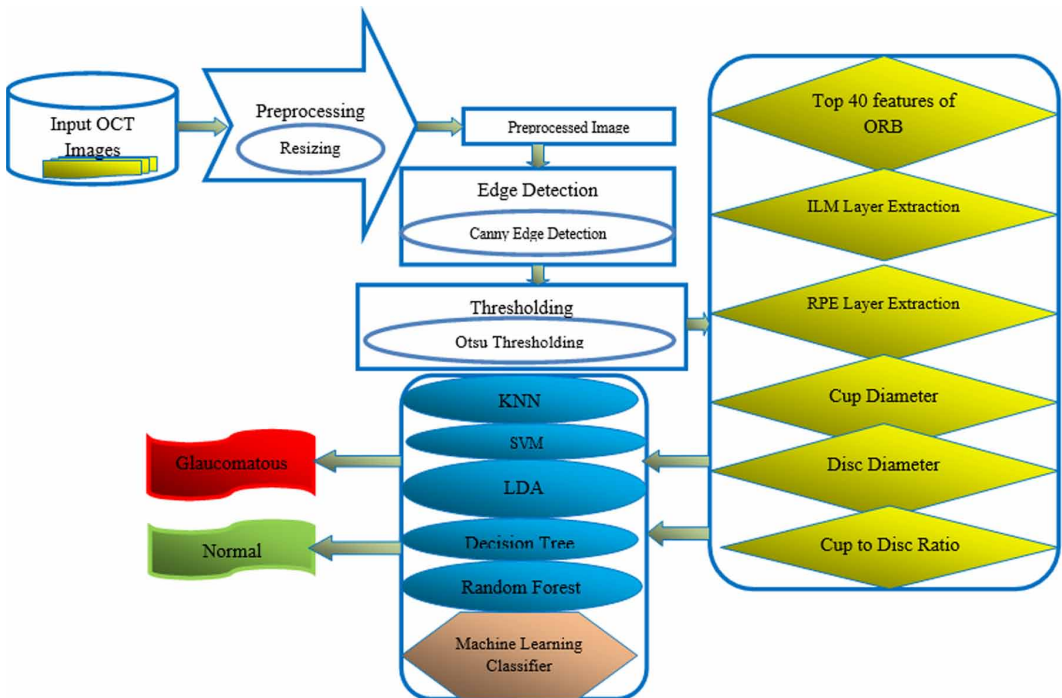 Input OCT
Images
Preprocessing
Resizing
Preprocessed Image
Edge Detection
Canny Edge Detection
Thresholding
Otsu Thresholding
Top 40 features of
ORB
ILM Layer Extraction
RPE Layer Extraction
Cup Diameter
Disc Diameter
Cup to Disc Ratio
KNN
SVM
LDA
Decision Tree
Random Forest
Machine Learning
Classifier
Glaucomatous
Normal